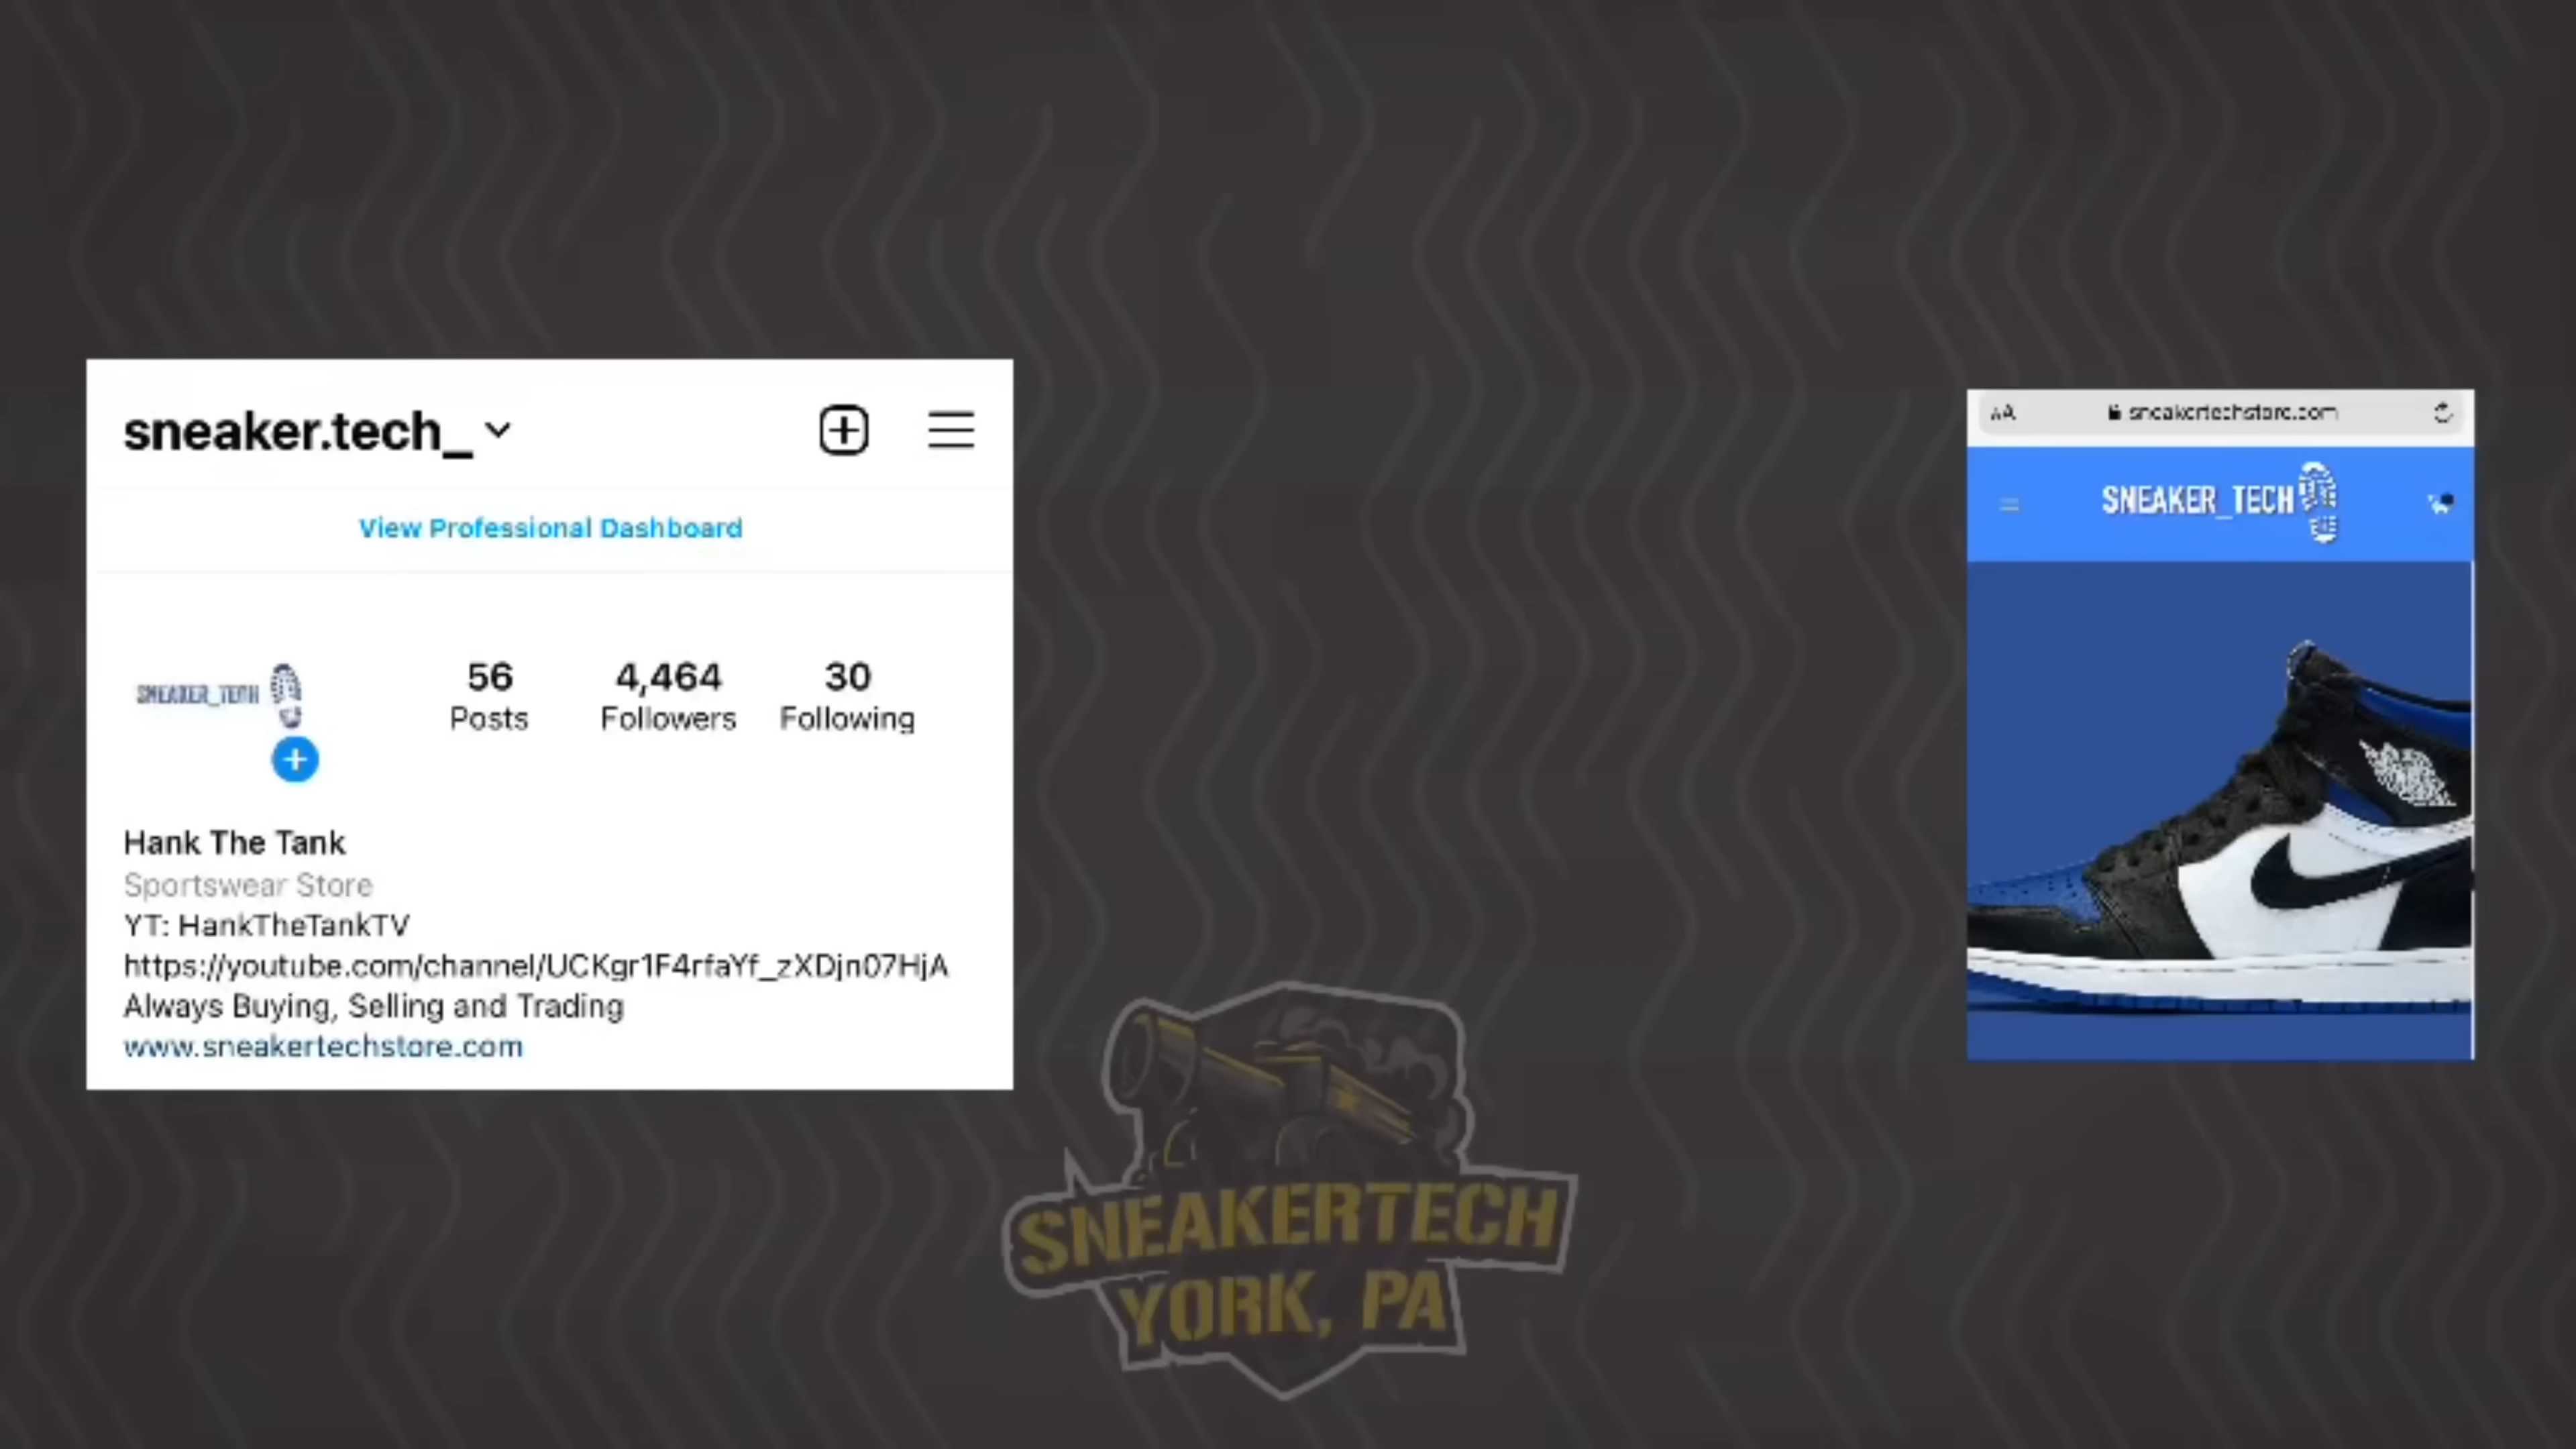 sneaker.tech_
View Professional Dashboard
SNEAKER_TECH
56
Posts
4,464
Followers
30
Following
Hank The Tank
Sportswear Store
YT: HankTheTankTV
https://youtube.com/channel/UCKgr1F4rfaYf_zXDjn07HjA
Always Buying, Selling and Trading
www.sneakertechstore.com
AA sneakertechstore.com
SNEAKER_TECH
SNEAKERTECH
YORK, PA